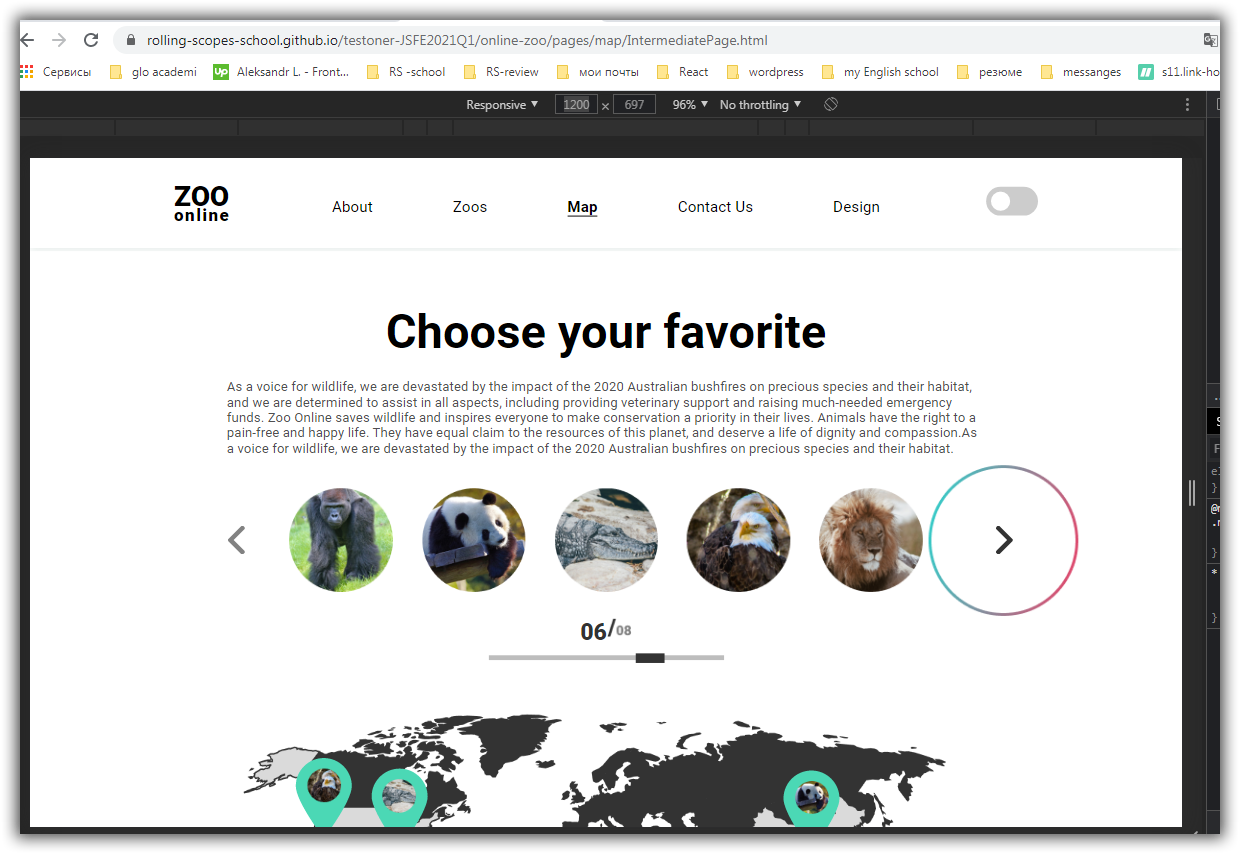 rolling-scopes-school.github.io/testoner-JSFE2021Q1/online-zoo/pages/map/IntermediatePage.html
Сервисы glo academi Up Aleksandr L. - Front... RS -school RS-review мои почты React wordpress my English school резюме messanges s11.link-ho
Responsive ▼ 1200 × 697 96% ▼ No throttling ▼
ZOO
online
About Zoos Map Contact Us Design
Choose your favorite
As a voice for wildlife, we are devastated by the impact of the 2020 Australian bushfires on precious species and their habitat,
and we are determined to assist in all aspects, including providing veterinary support and raising much-needed emergency
funds. Zoo Online saves wildlife and inspires everyone to make conservation a priority in their lives. Animals have the right to a
pain-free and happy life. They have equal claim to the resources of this planet, and deserve a life of dignity and compassion.As
a voice for wildlife, we are devastated by the impact of the 2020 Australian bushfires on precious species and their habitat.
06/08